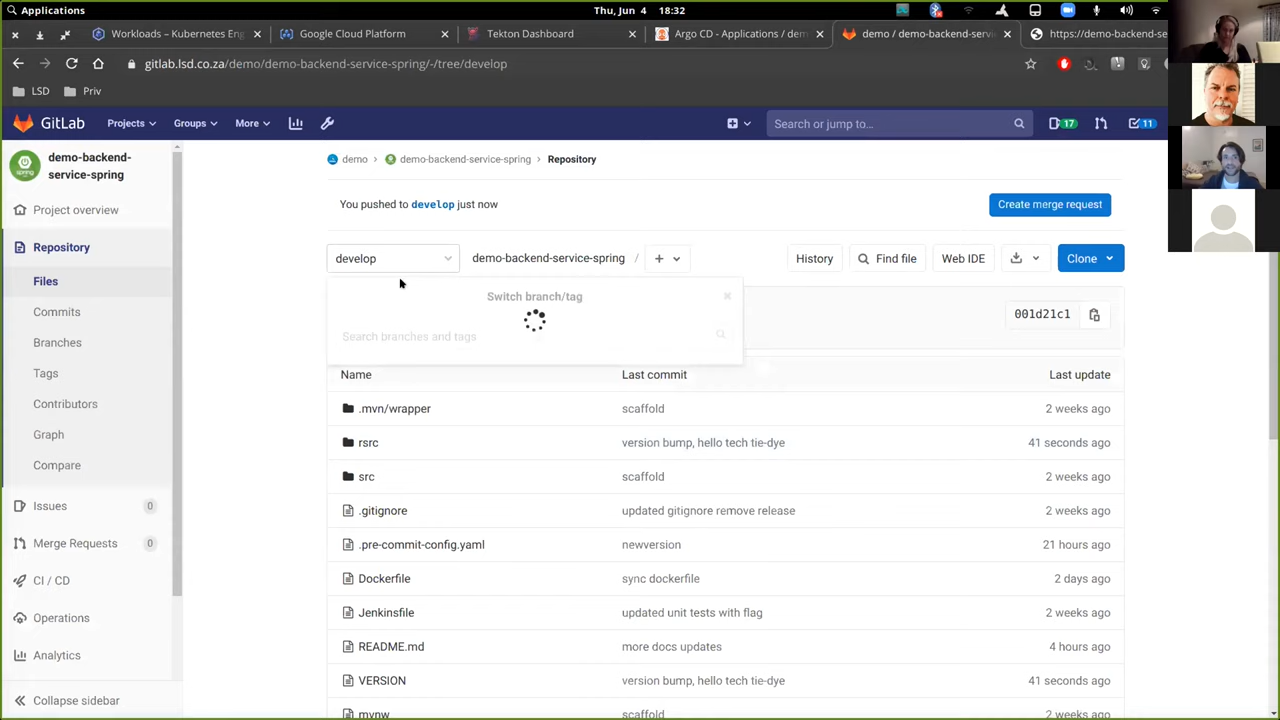 Applications
Thu, Jun 4 18:32
Workloads – Kubernetes Eng
Google Cloud Platform
Tekton Dashboard
Argo CD - Applications / dem
demo / demo-backend-servi
https://demo-backend-se
gitlab.lsd.co.za/demo/demo-backend-service-spring/-/tree/develop
LSD
Priv
GitLab
Projects
Groups
More
Search or jump to...
17
11
demo-backend-service-spring
Project overview
Repository
Files
Commits
Branches
Tags
Contributors
Graph
Compare
Issues 0
Merge Requests 0
CI / CD
Operations
Analytics
Collapse sidebar
demo > demo-backend-service-spring > Repository
You pushed to develop just now
Create merge request
develop
demo-backend-service-spring /
History
Find file
Web IDE
Clone
Switch branch/tag
Search branches and tags
001d21c1
Name Last commit Last update
.mvn/wrapper scaffold 2 weeks ago
rsrc version bump, hello tech tie-dye 41 seconds ago
src scaffold 2 weeks ago
.gitignore updated gitignore remove release 2 weeks ago
.pre-commit-config.yaml newversion 21 hours ago
Dockerfile sync dockerfile 2 days ago
Jenkinsfile updated unit tests with flag 2 weeks ago
README.md more docs updates 4 hours ago
VERSION version bump, hello tech tie-dye 41 seconds ago
mvnw scaffold 2 weeks ago